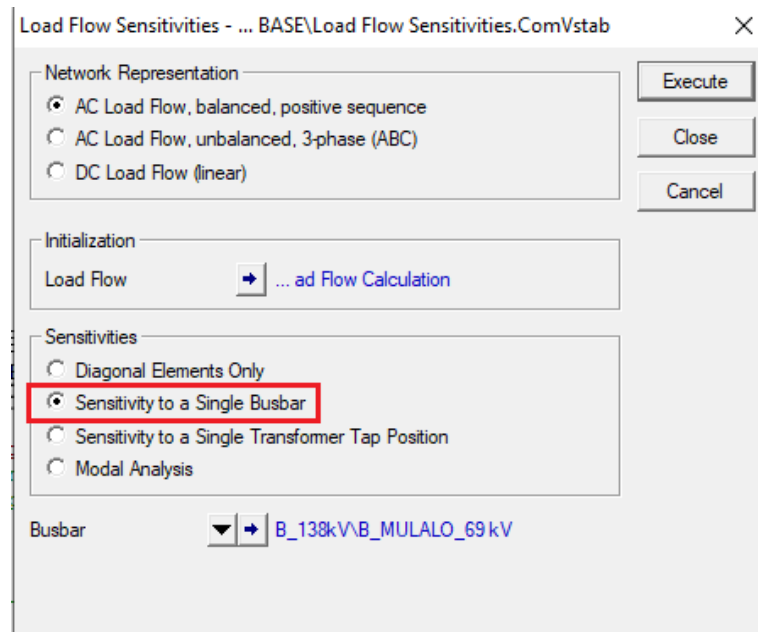 Load Flow Sensitivities - ... BASE\Load Flow Sensitivities.ComVstab
Network Representation
AC Load Flow, balanced, positive sequence
AC Load Flow, unbalanced, 3-phase (ABC)
DC Load Flow (linear)
Execute
Close
Cancel
Initialization
Load Flow ... ad Flow Calculation
Sensitivities
Diagonal Elements Only
Sensitivity to a Single Busbar
Sensitivity to a Single Transformer Tap Position
Modal Analysis
Busbar B_138kV\B_MULALO_69 kV